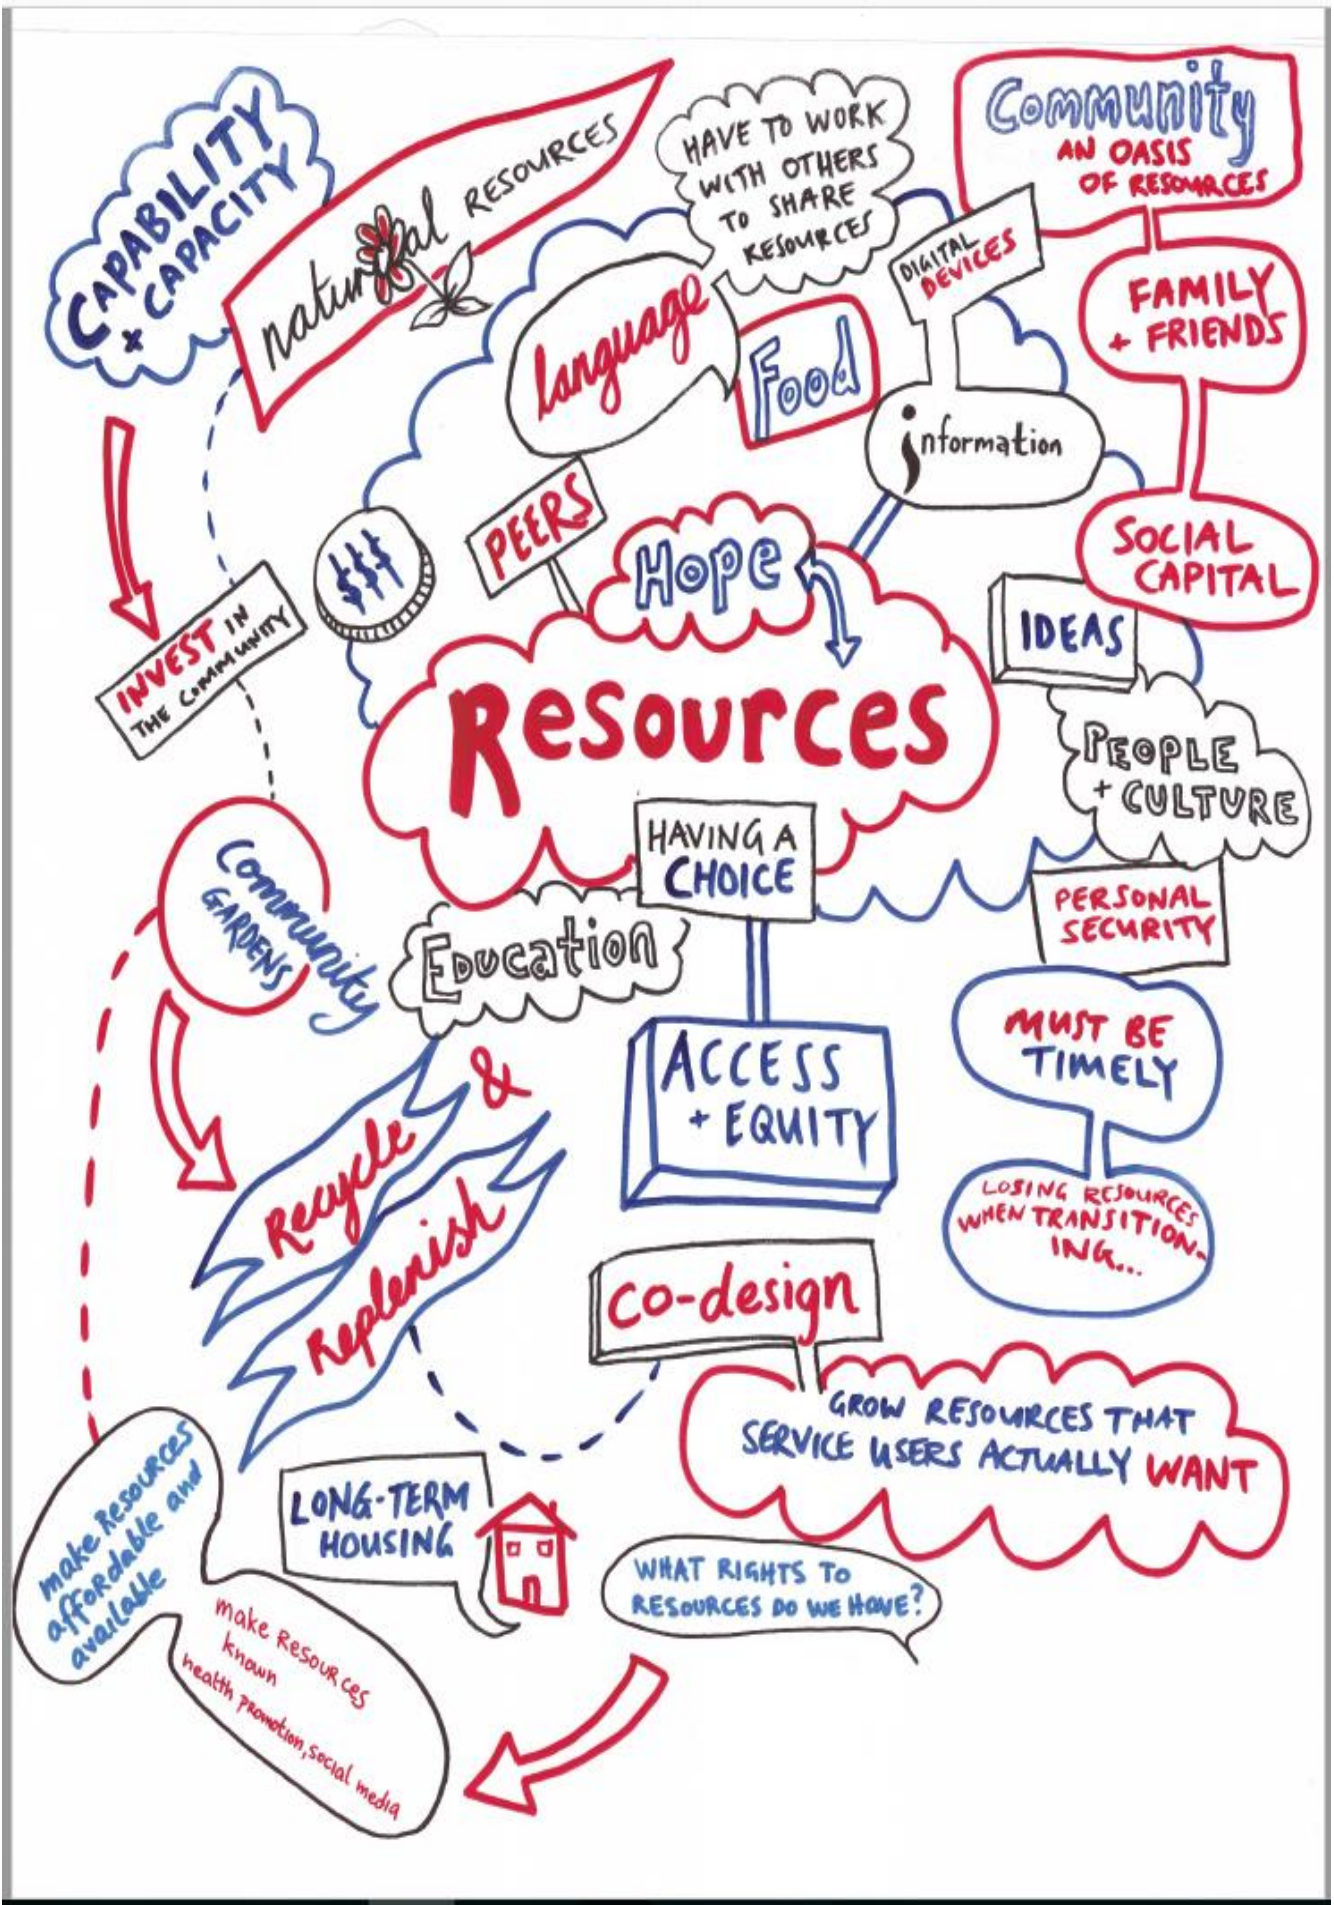 CAPABILITY
x CAPACITY
natural RESOURCES
HAVE TO WORK
WITH OTHERS
TO SHARE
RESOURCES
Community
AN OASIS
OF RESOURCES
DIGITAL
DEVICES
FAMILY
+ FRIENDS
language
Food
information
PEERS
SOCIAL
CAPITAL
$$$
Hope
INVEST IN
THE COMMUNITY
IDEAS
Resources
PEOPLE
+ CULTURE
HAVING A
CHOICE
Community
GARDENS
PERSONAL
SECURITY
Education
MUST BE
TIMELY
ACCESS
+ EQUITY
&
Recycle
Replenish
LOSING RESOURCES
WHEN TRANSITION-
ING...
co-design
GROW RESOURCES THAT
SERVICE USERS ACTUALLY WANT
make Resources
affordable and
available
LONG-TERM
HOUSING
WHAT RIGHTS TO
RESOURCES DO WE HAVE?
make Resources
known
health promotion, social media